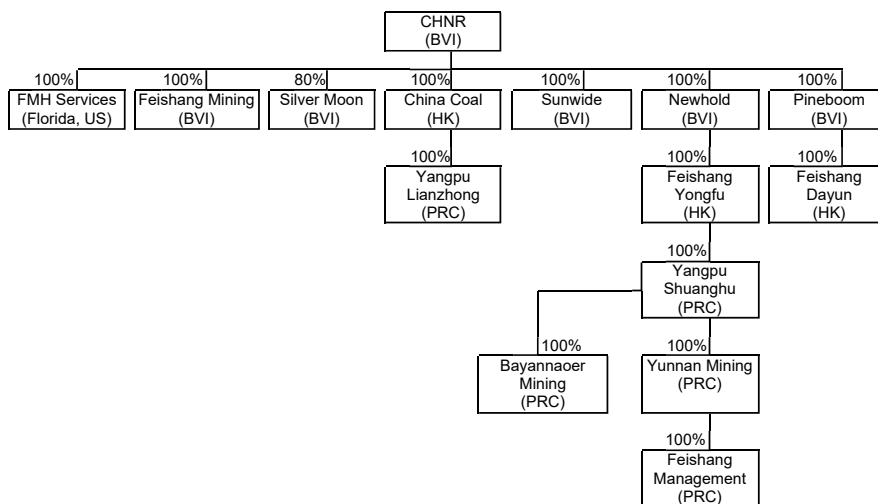 CHNR
(BVI)
100%
100%
80%
100%
100%
100%
100%
FMH Services
(Florida, US)
Feishang Mining
(BVI)
Silver Moon
(BVI)
China Coal
(HK)
Sunwide
(BVI)
Newhold
(BVI)
Pineboom
(BVI)
100%
100%
100%
Yangpu
Lianzhong
(PRC)
Feishang
Yongfu
(HK)
Feishang
Dayun
(HK)
100%
Yangpu
Shuanghu
(PRC)
100%
100%
Bayannaoer
Mining
(PRC)
Yunnan Mining
(PRC)
100%
Feishang
Management
(PRC)